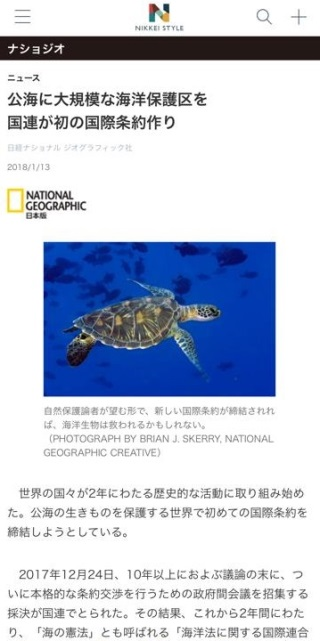 NIKKEI STYLE
ナショジオ
ニュース
公海に大規模な海洋保護区を
国連が初の国際条約作り
日経ナショナル ジオグラフィック社
2018/1/13
NATIONAL
GEOGRAPHIC
日本版
自然保護論者が望む形で、新しい国際条約が締結されれ
ば、海洋生物は救われるかもしれない。
（PHOTOGRAPH BY BRIAN J. SKERRY, NATIONAL
GEOGRAPHIC CREATIVE）
世界の国々が2年にわたる歴史的な活動に取り組み始め
た。公海の生きものを保護する世界で初めての国際条約を
締結しようとしている。
2017年12月24日、10年以上におよぶ議論の末に、つ
いに本格的な条約交渉を行うための政府間会議を招集する
採決が国連でとられた。その結果、これから2年間にわた
り、「海の憲法」とも呼ばれる「海洋法に関する国際連合